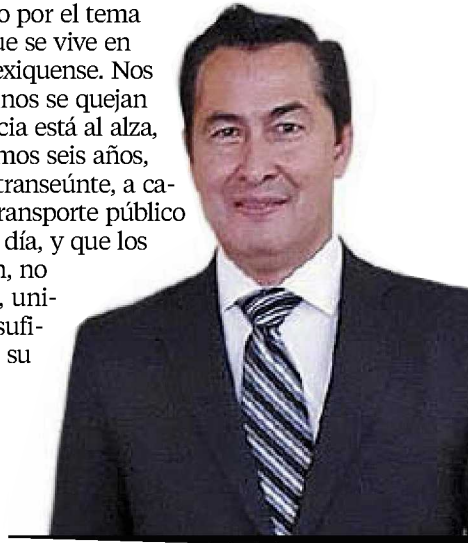 o por el tema
ue se vive en
exiquense. Nos
nos se quejan
cia está al alza,
mos seis años,
transeúnte, a ca-
ransporte público
día, y que los
n, no
, uni-
sufi-
su